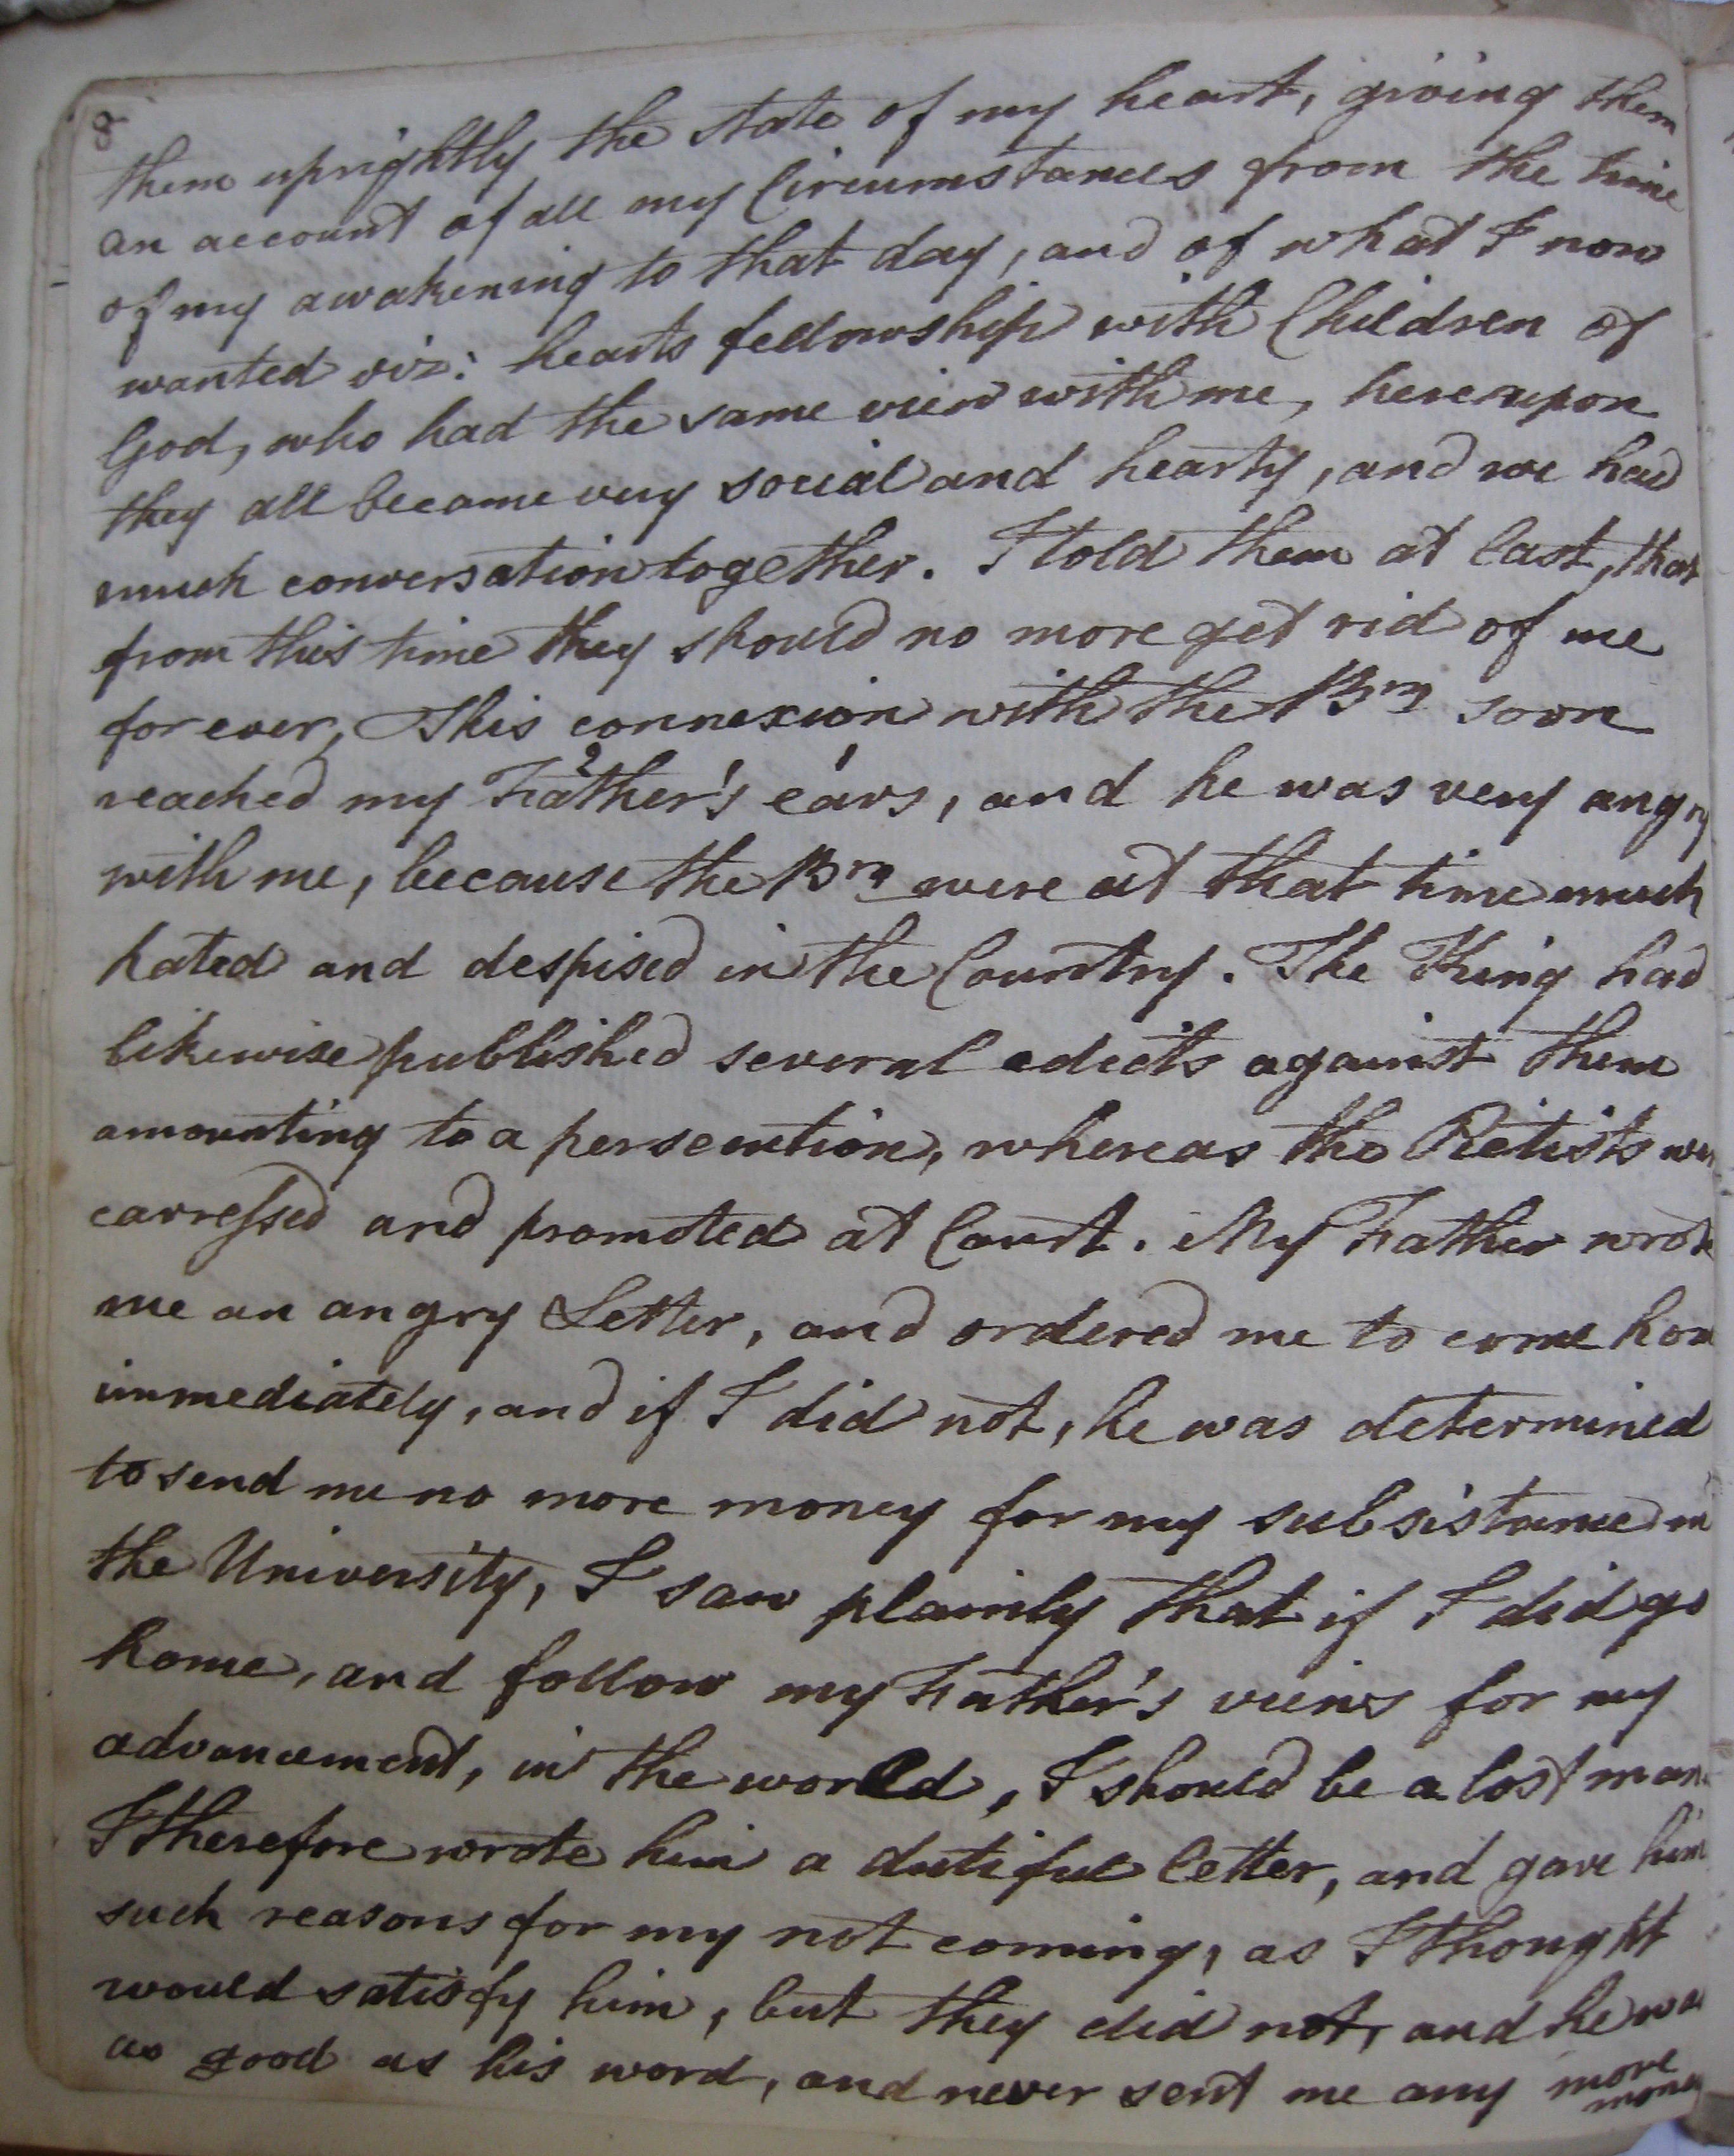 8
them uprightly the state of my heart, giving them
an account of all my Circumstances from the time
of my awakening to that day, and of what I now
wanted viz: hearts fellowship with Children of
God, who had the same view with me, hereupon
they all became very social and hearty, and we had
much conversation together. I told them at last, that
from this time they should no more get rid of me
for ever, This connexion with the Brn soon
reached my Father's ears, and he was very angry
with me, because the Brn were at that time much
hated and despised in the Country. The King had
likewise published several edicts against them
amounting to a persecution, whereas the Pietists wer
carressed and promoted at Court. My Father wrote
me an angry Letter, and ordered me to come hom
immediately, and if I did not, he was determined
to send me no more money for my subsistance in
the University, I saw plainly that if I did go
home, and follow my Father's views for my
advancement, in the world, I should be a lost man.
I therefore wrote him a dutiful letter, and gave him
such reasons for my not coming, as I thought
would satisfy him, but they did not, and he wa
as good as his word, and never sent me any more
money